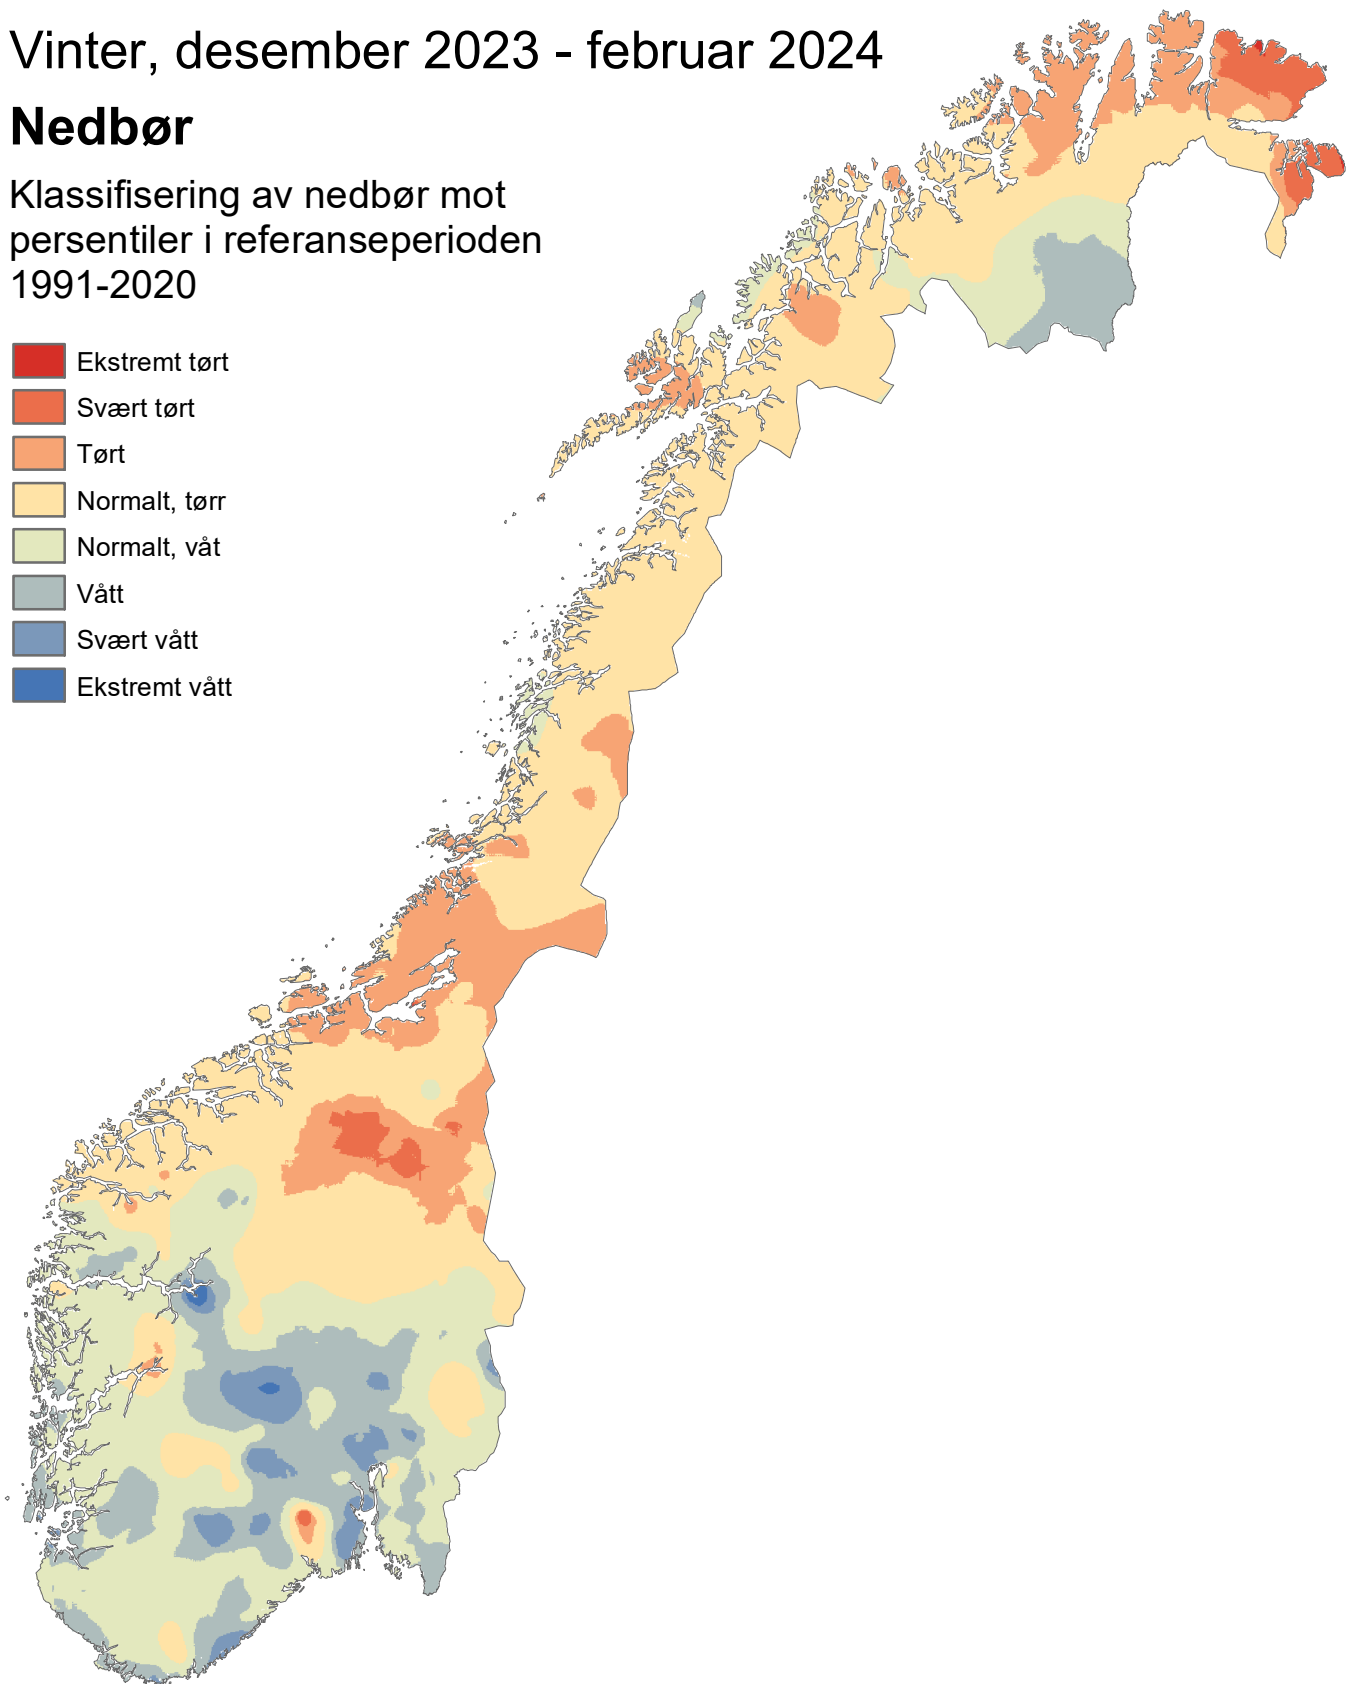 Vinter, desember 2023 - februar 2024
Nedbør
Klassifisering av nedbør mot
persentiler i referanseperioden
1991-2020
Ekstremt tørt
Svært tørt
Tørt
Normalt, tørr
Normalt, våt
Vått
Svært vått
Ekstremt vått